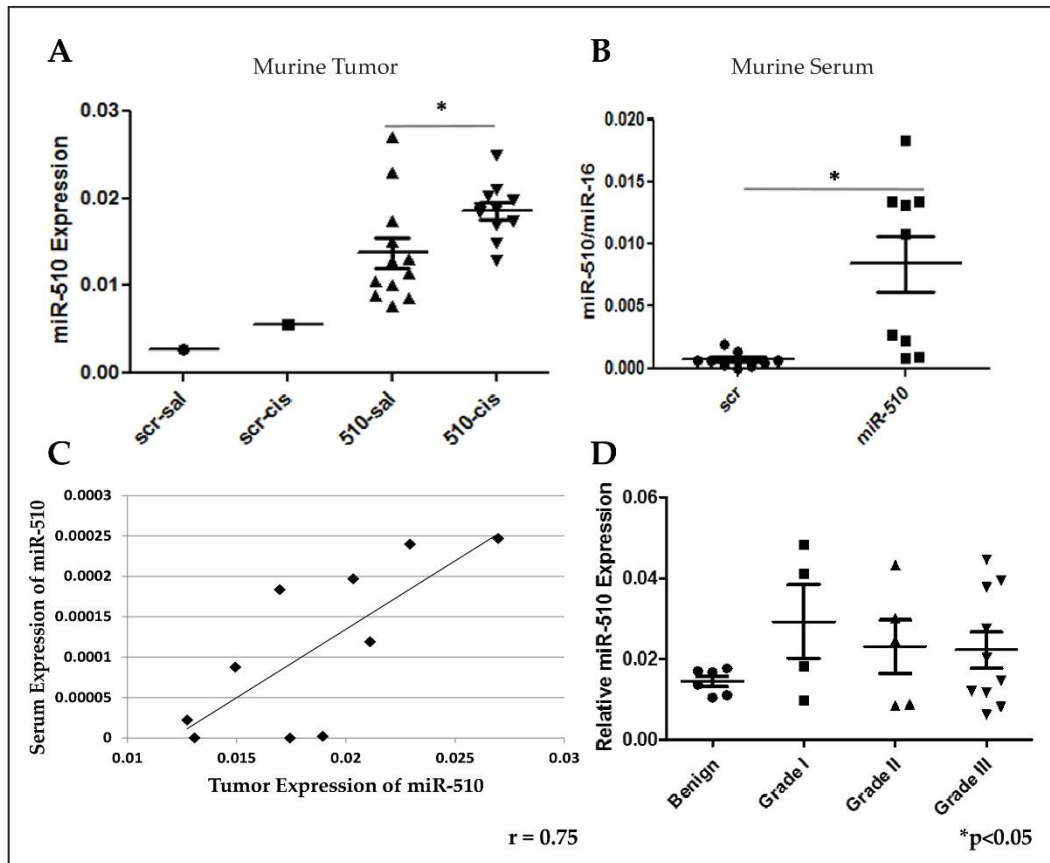 A
Murine Tumor
*
miR-510 Expression
0.03
0.02
0.01
0.00
scr-sal
scr-cis
510-sal
510-cis
B
Murine Serum
*
miR-510/miR-16
0.020
0.015
0.010
0.005
0.000
scr
miR-510
C
Serum Expression of miR-510
0.0003
0.00025
0.0002
0.00015
0.0001
0.00005
0
0.01
0.015
0.02
0.025
0.03
Tumor Expression of miR-510
r = 0.75
D
Relative miR-510 Expression
0.06
0.04
0.02
0.00
Benign
Grade I
Grade II
Grade III
*p<0.05